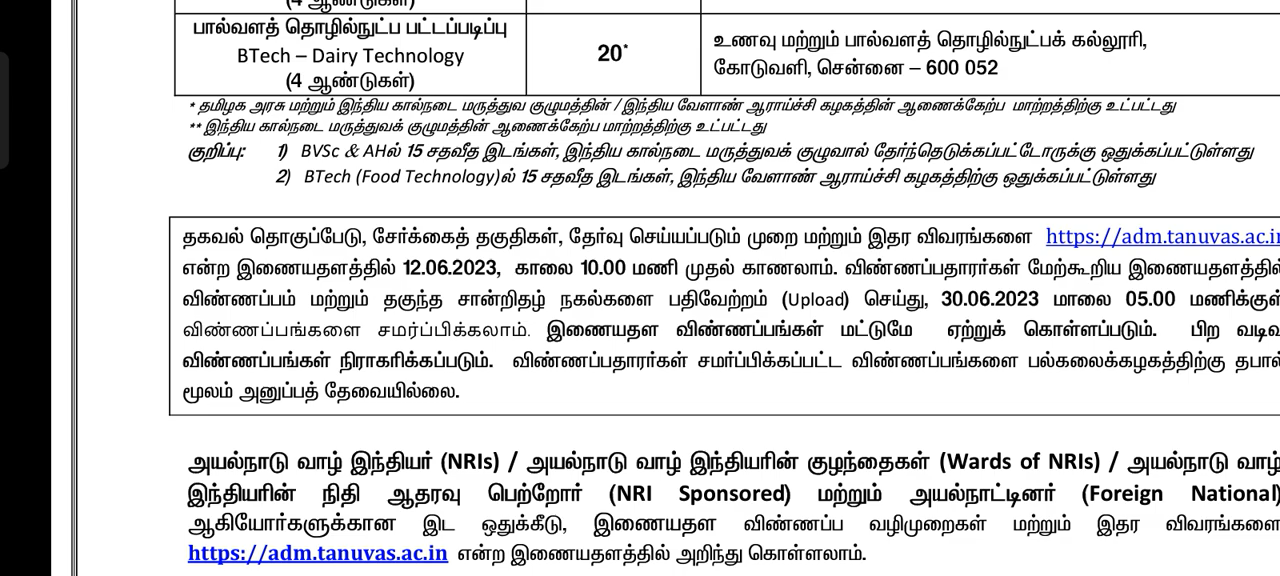 (4 ஆண்டுகள்)
பால்வளத் தொழில்நுட்ப பட்டப்படிப்பு
BTech – Dairy Technology
(4 ஆண்டுகள்)
20*
உணவு மற்றும் பால்வளத் தொழில்நுட்பக் கல்லூரி,
கோடுவளி, சென்னை – 600 052
* தமிழக அரசு மற்றும் இந்திய கால்நடை மருத்துவ குழுமத்தின் / இந்திய வேளாண் ஆராய்ச்சி கழகத்தின் ஆணைக்கேற்ப மாற்றத்திற்கு உட்பட்டது
** இந்திய கால்நடை மருத்துவக் குழுமத்தின் ஆணைக்கேற்ப மாற்றத்திற்கு உட்பட்டது
குறிப்பு: 1) BVSc & AHல் 15 சதவீத இடங்கள், இந்திய கால்நடை மருத்துவக் குழுவால் தேர்ந்தெடுக்கப்பட்டோருக்கு ஒதுக்கப்பட்டுள்ளது
2) BTech (Food Technology)ல் 15 சதவீத இடங்கள், இந்திய வேளாண் ஆராய்ச்சி கழகத்திற்கு ஒதுக்கப்பட்டுள்ளது
தகவல் தொகுப்பேடு, சேர்க்கைத் தகுதிகள், தேர்வு செய்யப்படும் முறை மற்றும் இதர விவரங்களை https://adm.tanuvas.ac.in
என்ற இணையதளத்தில் 12.06.2023, காலை 10.00 மணி முதல் காணலாம். விண்ணப்பதாரர்கள் மேற்கூறிய இணையதளத்தில்
விண்ணப்பம் மற்றும் தகுந்த சான்றிதழ் நகல்களை பதிவேற்றம் (Upload) செய்து, 30.06.2023 மாலை 05.00 மணிக்குள்
விண்ணப்பங்களை சமர்ப்பிக்கலாம். இணையதள விண்ணப்பங்கள் மட்டுமே ஏற்றுக் கொள்ளப்படும். பிற வடிவ
விண்ணப்பங்கள் நிராகரிக்கப்படும். விண்ணப்பதாரர்கள் சமர்ப்பிக்கப்பட்ட விண்ணப்பங்களை பல்கலைக்கழகத்திற்கு தபால்
மூலம் அனுப்பத் தேவையில்லை.
அயல்நாடு வாழ் இந்தியர் (NRIs) / அயல்நாடு வாழ் இந்தியரின் குழந்தைகள் (Wards of NRIs) / அயல்நாடு வாழ்
இந்தியரின் நிதி ஆதரவு பெற்றோர் (NRI Sponsored) மற்றும் அயல்நாட்டினர் (Foreign National)
ஆகியோர்களுக்கான இட ஒதுக்கீடு, இணையதள விண்ணப்ப வழிமுறைகள் மற்றும் இதர விவரங்களை
https://adm.tanuvas.ac.in என்ற இணையதளத்தில் அறிந்து கொள்ளலாம்.